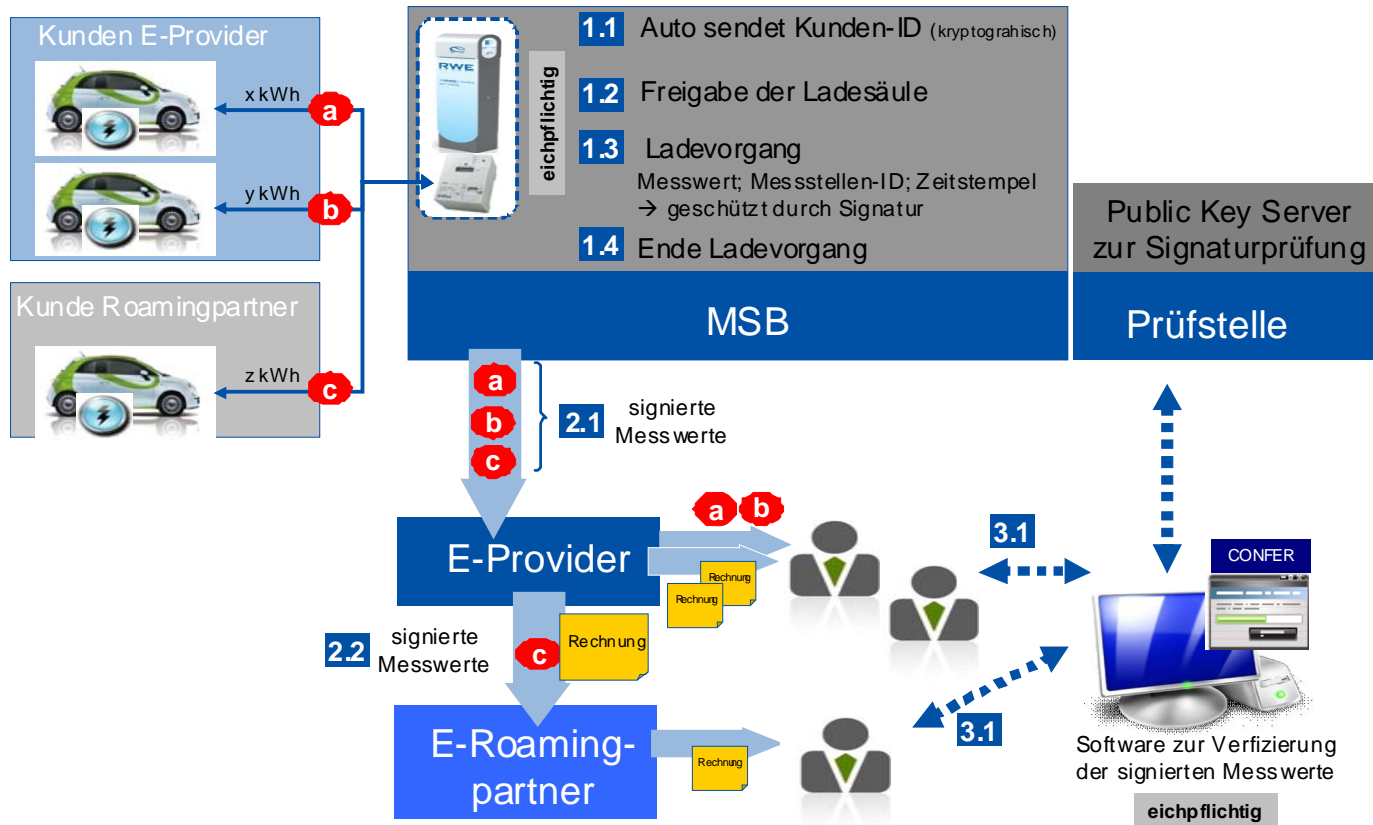 Kunden E-Provider
x kWh
a
y kWh
b
Kunde Roamingpartner
z kWh
c
RWE
eichpflichtig
1.1 Auto sendet Kunden-ID (kryptograhisch)
1.2 Freigabe der Ladesäule
1.3 Ladevorgang
Messwert; Messstellen-ID; Zeitstempel
→ geschützt durch Signatur
1.4 Ende Ladevorgang
MSB
Public Key Server
zur Signaturprüfung
Prüfstelle
a
b
c
2.1 signierte
Messwerte
E-Provider
a b
Rechnung
Rechnung
2.2 signierte
Messwerte
c
Rechnung
E-Roaming-
partner
Rechnung
3.1
3.1
CONFER
Software zur Verfizierung
der signierten Messwerte
eichpflichtig